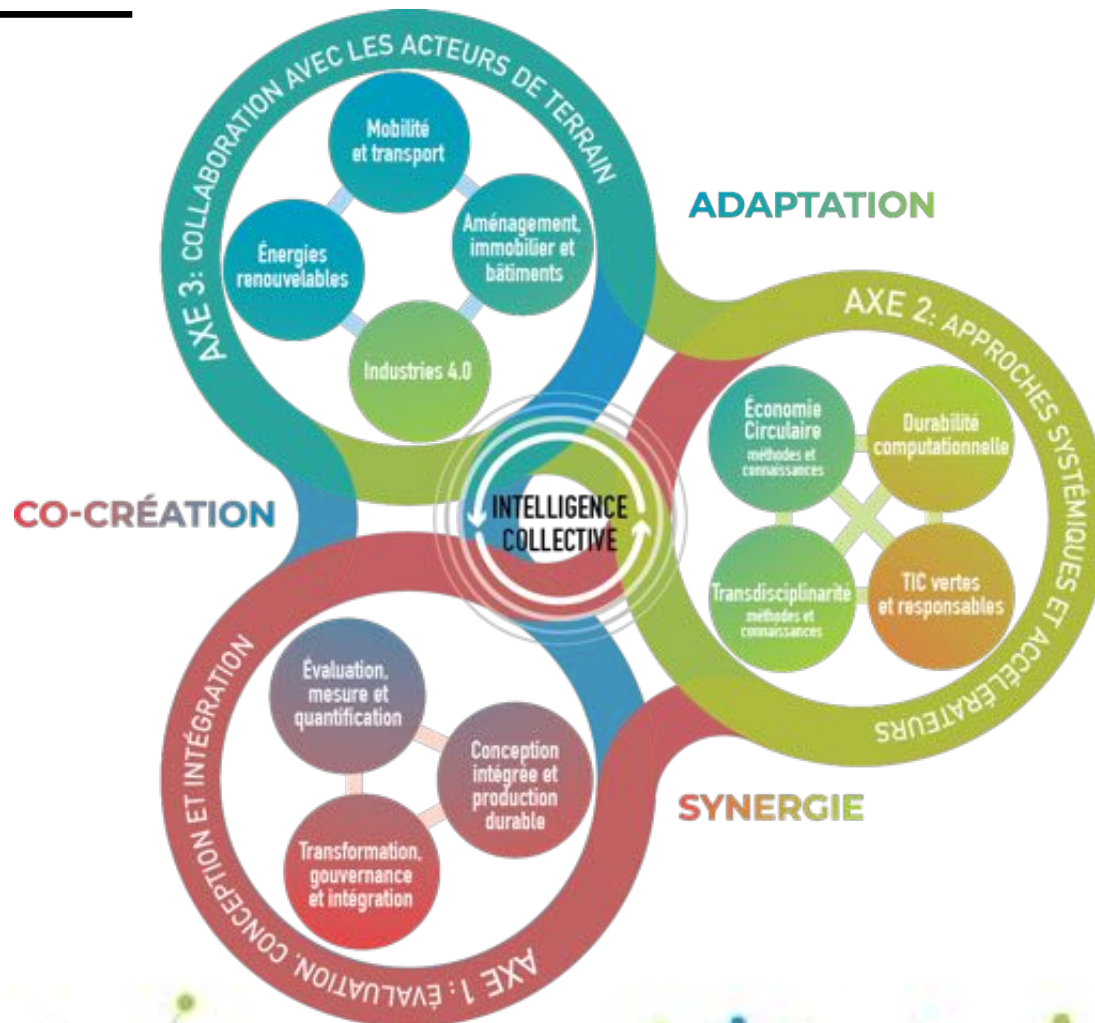 AXE 3: COLLABORATION AVEC LES ACTEURS DE TERRAIN
Mobilité
et transport
Énergies
renouvelables
Aménagement,
immobilier et
bâtiments
Industries 4.0
ADAPTATION
AXE 2: APPROCHES SYSTÉMIQUES ET ACCÉLÉRATEURS
Économie
Circulaire
méthodes et
connaissances
Durabilité
computationnelle
Transdisciplinarité
méthodes et
connaissances
TIC vertes
et responsables
CO-CRÉATION
INTELLIGENCE
COLLECTIVE
SYNERGIE
Évaluation,
mesure et
quantification
Conception
intégrée et
production
durable
Transformation,
gouvernance
et intégration
AXE 1: ÉVALUATION, CONCEPTION ET INTÉGRATION